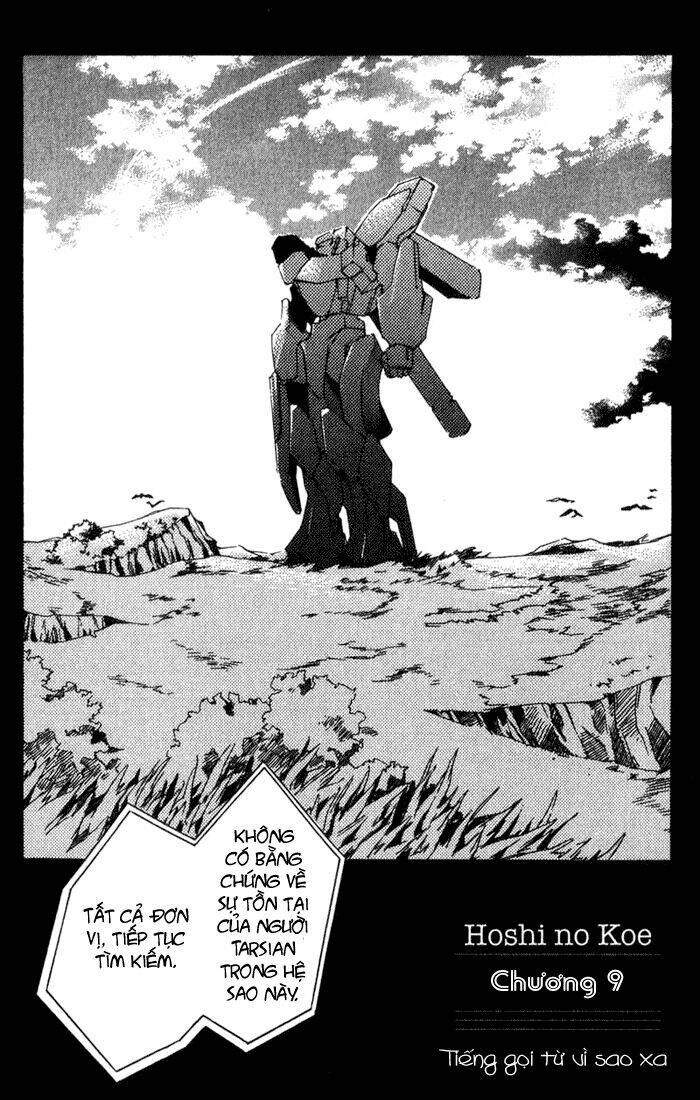 KHÔNG
CÓ BẰNG
CHỨNG VỀ
SỰ TỒN TẠI
CỦA NGƯỜI
TARSIAN
TRONG HỆ
SAO NÀY.
TẤT CẢ ĐƠN
VỊ, TIẾP TỤC
TÌM KIẾM.
Hoshi no Koe
Chương 9
Tiếng gọi từ vì sao xa